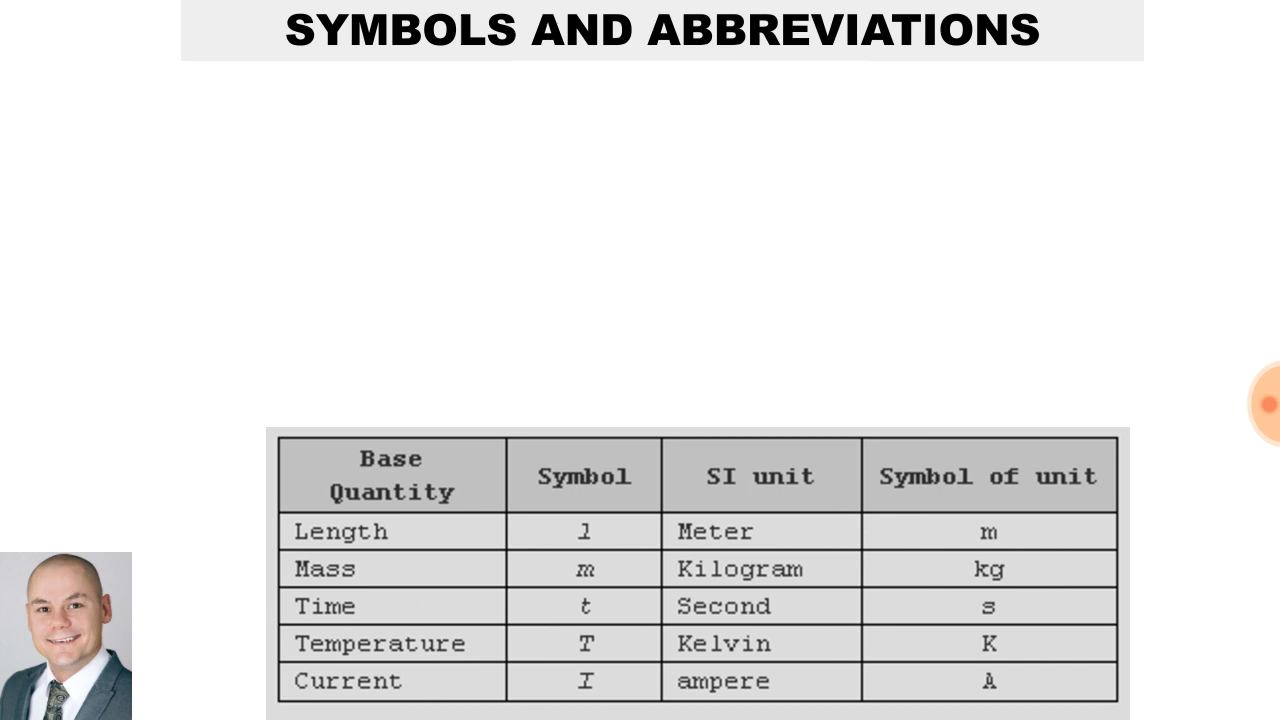 SYMBOLS AND ABBREVIATIONS
Base Quantity Symbol SI unit Symbol of unit
Length l Meter m
Mass m Kilogram kg
Time t Second s
Temperature T Kelvin K
Current I ampere A